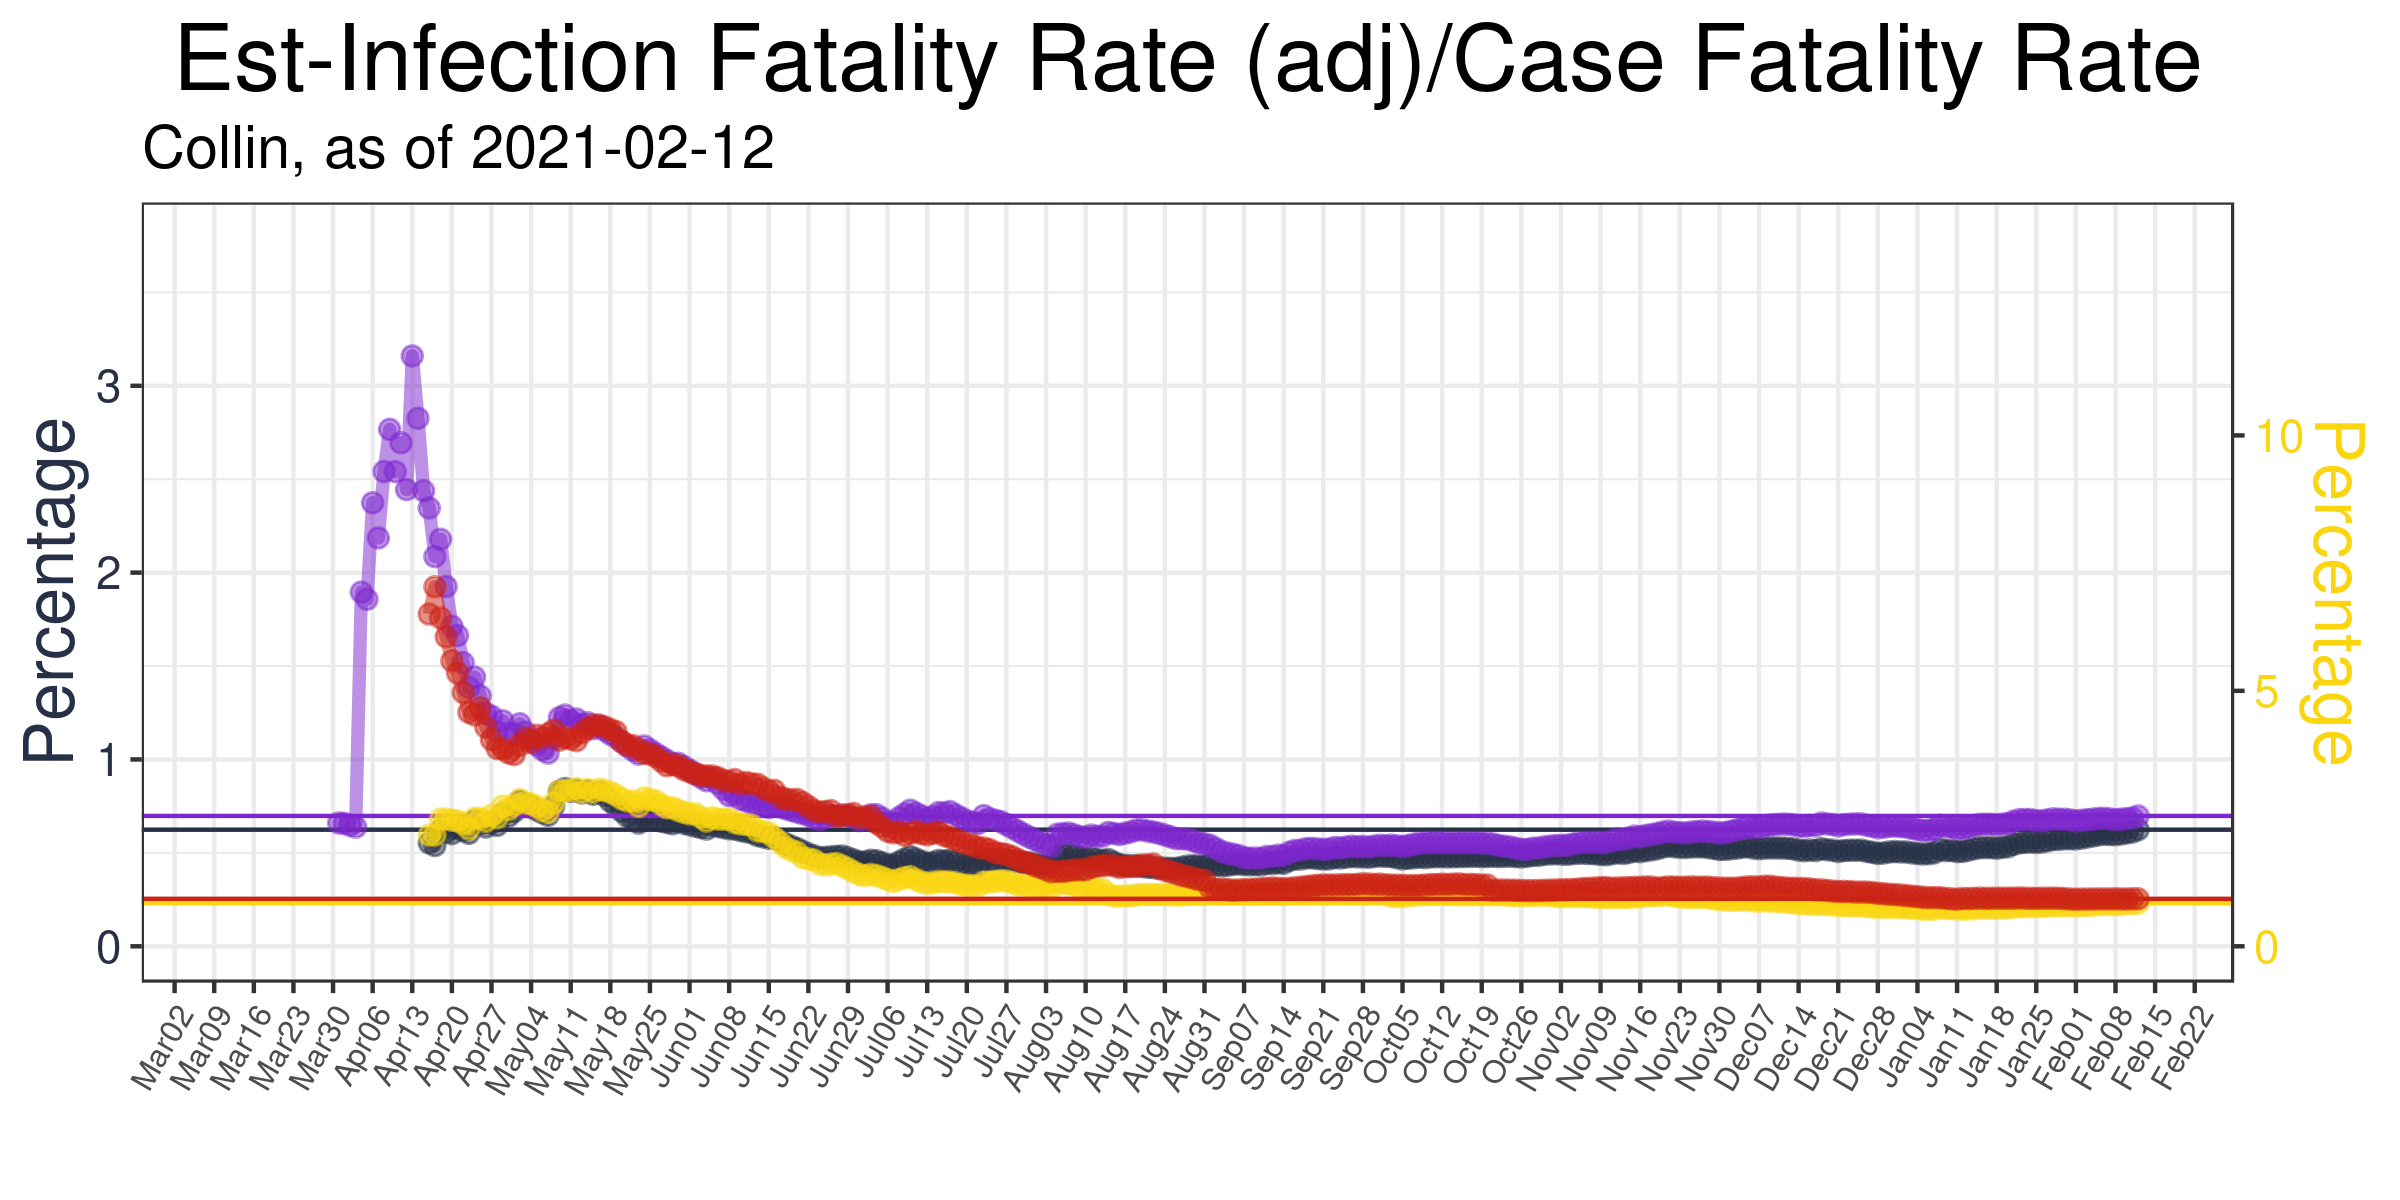 Est-Infection Fatality Rate (adj)/Case Fatality Rate
Collin, as of 2021-02-12
Percentage
3
2
1
0
10
5
0
Percentage
Mar02
Mar09
Mar16
Mar23
Mar30
Apr06
Apr13
Apr20
Apr27
May04
May11
May18
May25
Jun01
Jun08
Jun15
Jun22
Jun29
Jul06
Jul13
Jul20
Jul27
Aug03
Aug10
Aug17
Aug24
Aug31
Sep07
Sep14
Sep21
Sep28
Oct05
Oct12
Oct19
Oct26
Nov02
Nov09
Nov16
Nov23
Nov30
Dec07
Dec14
Dec21
Dec28
Jan04
Jan11
Jan18
Jan25
Feb01
Feb08
Feb15
Feb22